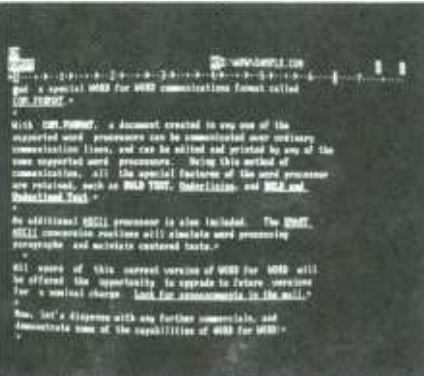 and a special WORD for WORD communications format called
COM.FORMAT.
With COM.FORMAT, a document created in any one of the
supported word processors can be communicated over ordinary
communication lines, and can be edited and printed by any of the
same supported word processors. Using this method of
communication, all the special features of the word processor
are retained, such as BOLD TEXT, Underlining, and BOLD and
Underlined Text.
An additional ASCII processor is also included. The SMART
ASCII conversion routines will simulate word processing
paragraphs and maintain centered texts.
All users of this current version of WORD for WORD will
be offered the opportunity to upgrade to future versions
for a nominal charge. Look for announcements in the mail.
Now, let's dispense with any further commercials, and
demonstrate some of the capabilities of WORD for WORD!